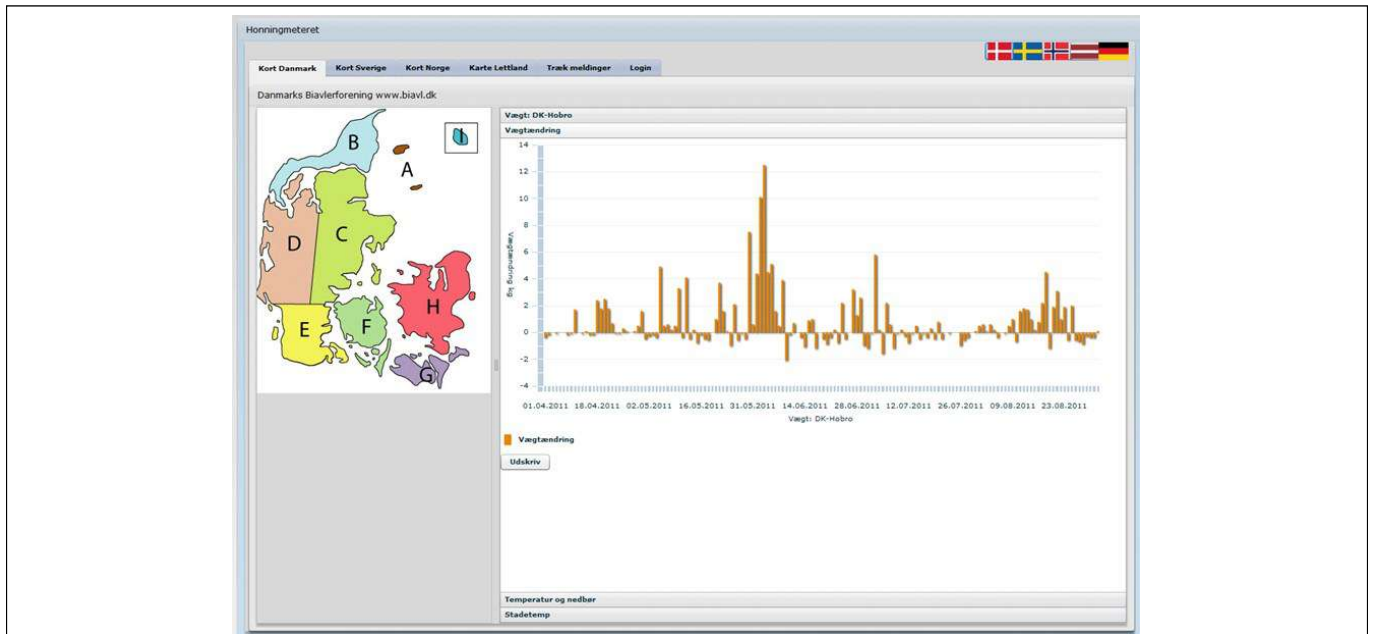 Honningmeteret
Kort Danmark Kort Sverige Kort Norge Karte Lettland Træk meldinger Login
Danmarks Biavlerforening www.biavl.dk
B
I
A
D
C
H
E
F
G
Vægt: DK-Hobro
Vægtændring
14
12
10
8
6
4
2
0
-2
-4
Vægtændring kg
01.04.2011 18.04.2011 02.05.2011 16.05.2011 31.05.2011 14.06.2011 28.06.2011 12.07.2011 26.07.2011 09.08.2011 23.08.2011
Vægt: DK-Hobro
Vægtændring
Udskriv
Temperatur og nedbør
Stadetemp